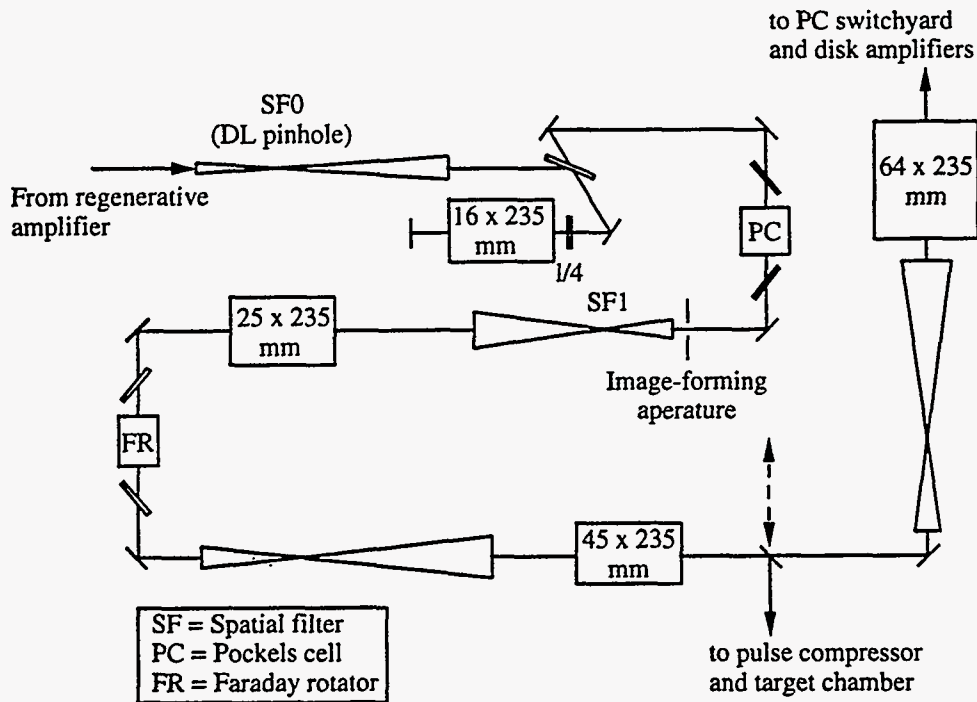 to PC switchyard
and disk amplifiers
SF0
(DL pinhole)
64 x 235
mm
From regenerative
amplifier
16 x 235
mm
PC
1/4
SF1
25 x 235
mm
Image-forming
aperature
FR
45 x 235
mm
SF = Spatial filter
PC = Pockels cell
FR = Faraday rotator
to pulse compressor
and target chamber